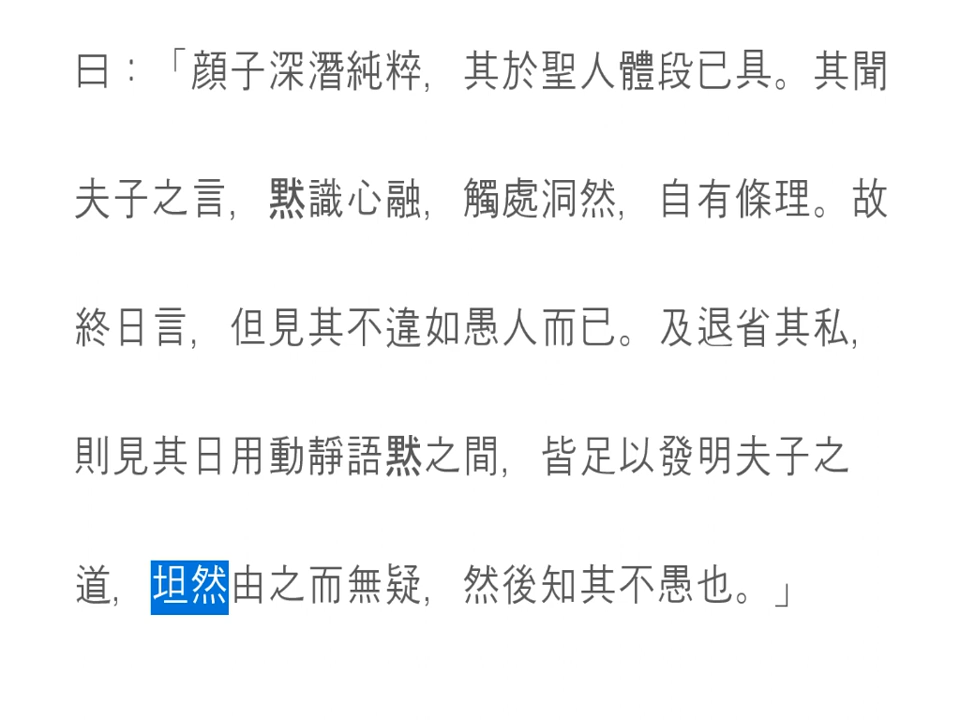 曰：「顏子深潛純粹，其於聖人體段已具。其聞
夫子之言，默識心融，觸處洞然，自有條理。故
終日言，但見其不違如愚人而已。及退省其私，
則見其日用動靜語默之間，皆足以發明夫子之
道，坦然由之而無疑，然後知其不愚也。」